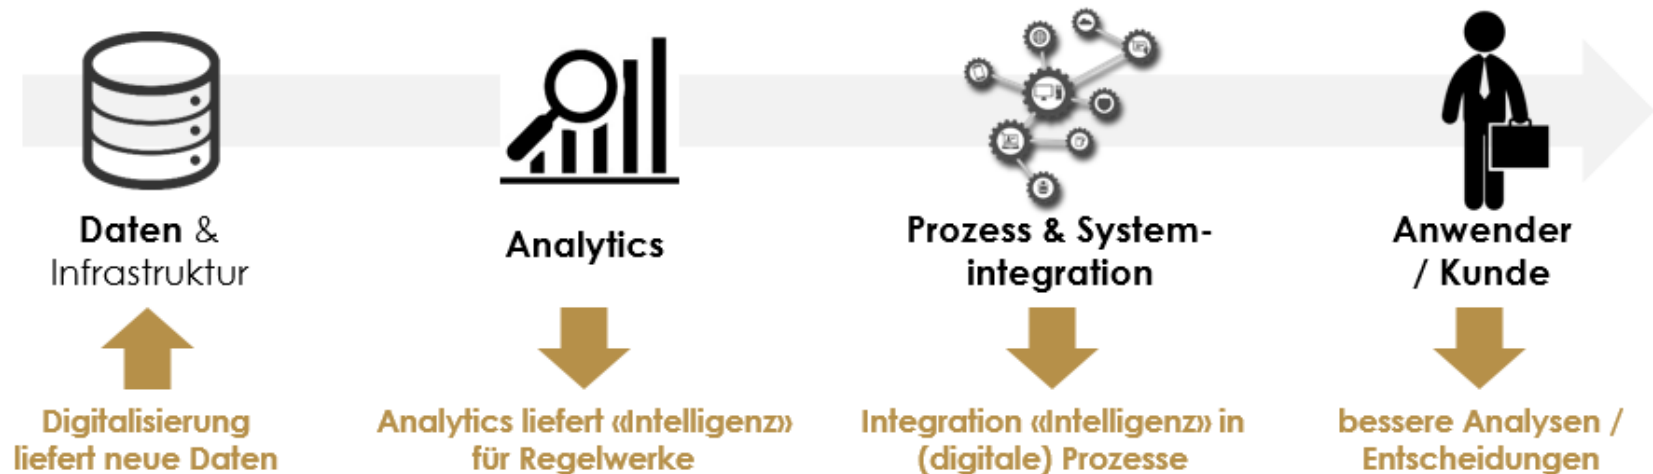 Daten &
Infrastruktur
Analytics
Prozess & System-
integration
Anwender
/ Kunde
Digitalisierung
liefert neue Daten
Analytics liefert «Intelligenz»
für Regelwerke
Integration «Intelligenz» in
(digitale) Prozesse
bessere Analysen /
Entscheidungen